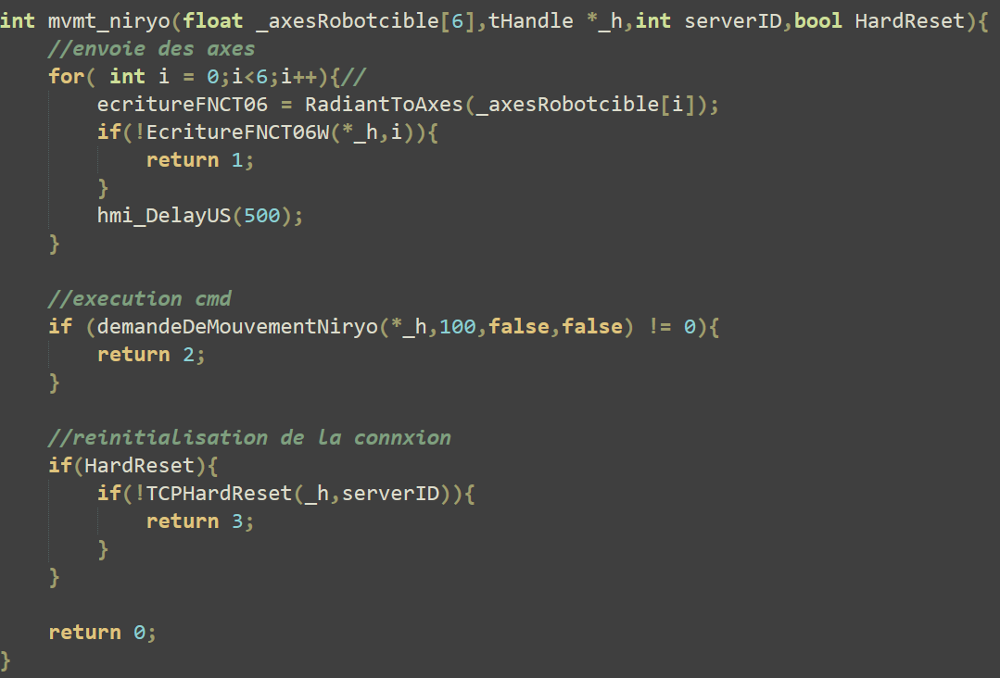 int mvmt_niryo(float _axesRobotcible[6],tHandle *_h,int serverID,bool HardReset){
    //envoie des axes
    for( int i = 0;i<6;i++){//
        ecritureFNCT06 = RadiantToAxes(_axesRobotcible[i]);
        if(!EcritureFNCT06W(*_h,i)){
            return 1;
        }
        hmi_DelayUS(500);
    }

    //execution cmd
    if (demandeDeMouvementNiryo(*_h,100,false,false) != 0){
        return 2;
    }

    //reinitialisation de la connxion
    if(HardReset){
        if(!TCPHardReset(_h,serverID)){
            return 3;
        }
    }

    return 0;
}